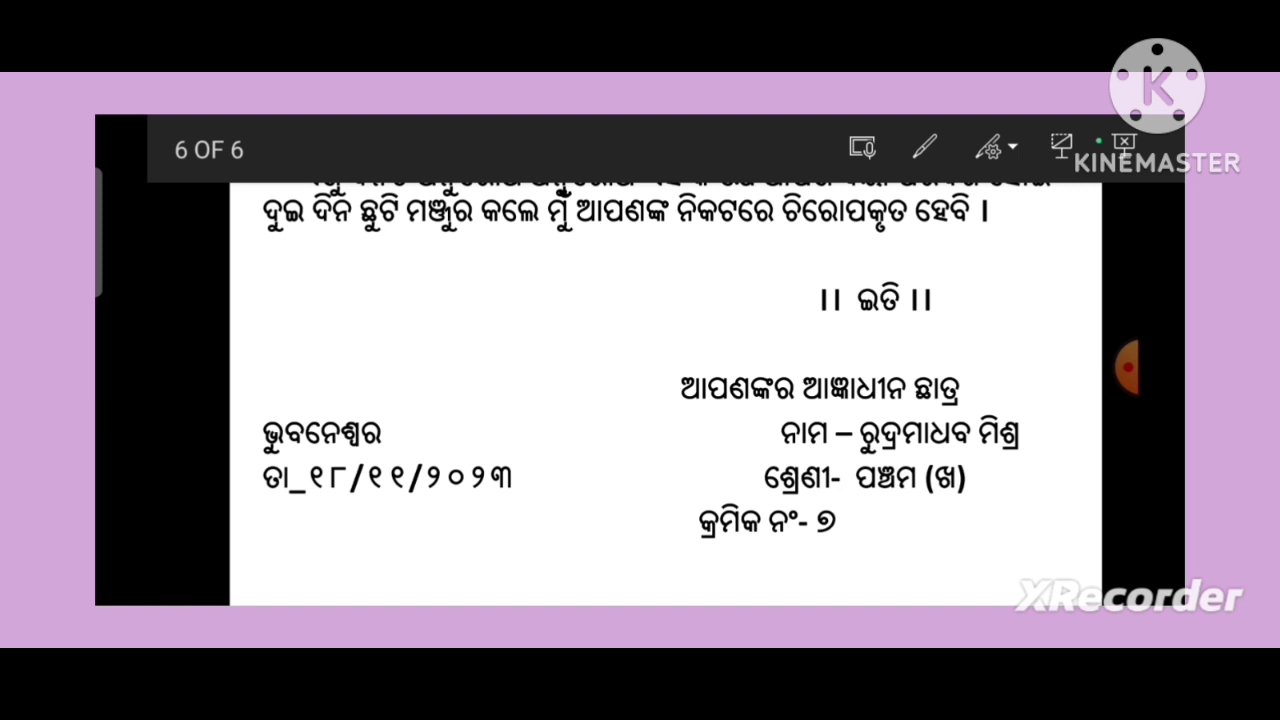 6 OF 6
KINEMASTER
ଦୁଇ ଦିନ ଛୁଟି ମଞ୍ଜୁର କଲେ ମୁଁ ଆପଣଙ୍କ ନିକଟରେ ଚିରୋପକୃତ ହେବି ।
।। ଇତି ।।
ଆପଣଙ୍କର ଆଜ୍ଞାଧୀନ ଛାତ୍ର
ଭୁବନେଶ୍ୱର ନାମ – ରୁଦ୍ରମାଧବ ମିଶ୍ର
ତା_୧୮/୧୧/୨୦୨୩ ଶ୍ରେଣୀ- ପଞ୍ଚମ (ଖ)
କ୍ରମିକ ନଂ- ୭
XRecorder